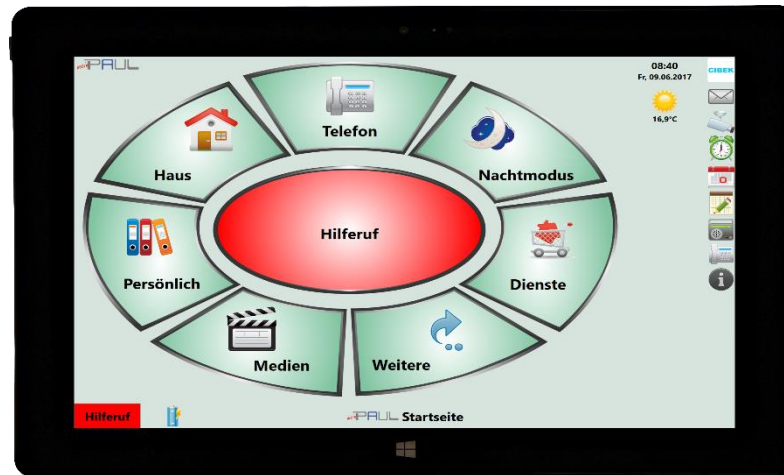 PAUL
08:40
Fr, 09.06.2017
CIBEK
16,9°C
Telefon
Haus
Nachtmodus
Hilferuf
Persönlich
Dienste
Medien
Weitere
Hilferuf
PAUL Startseite